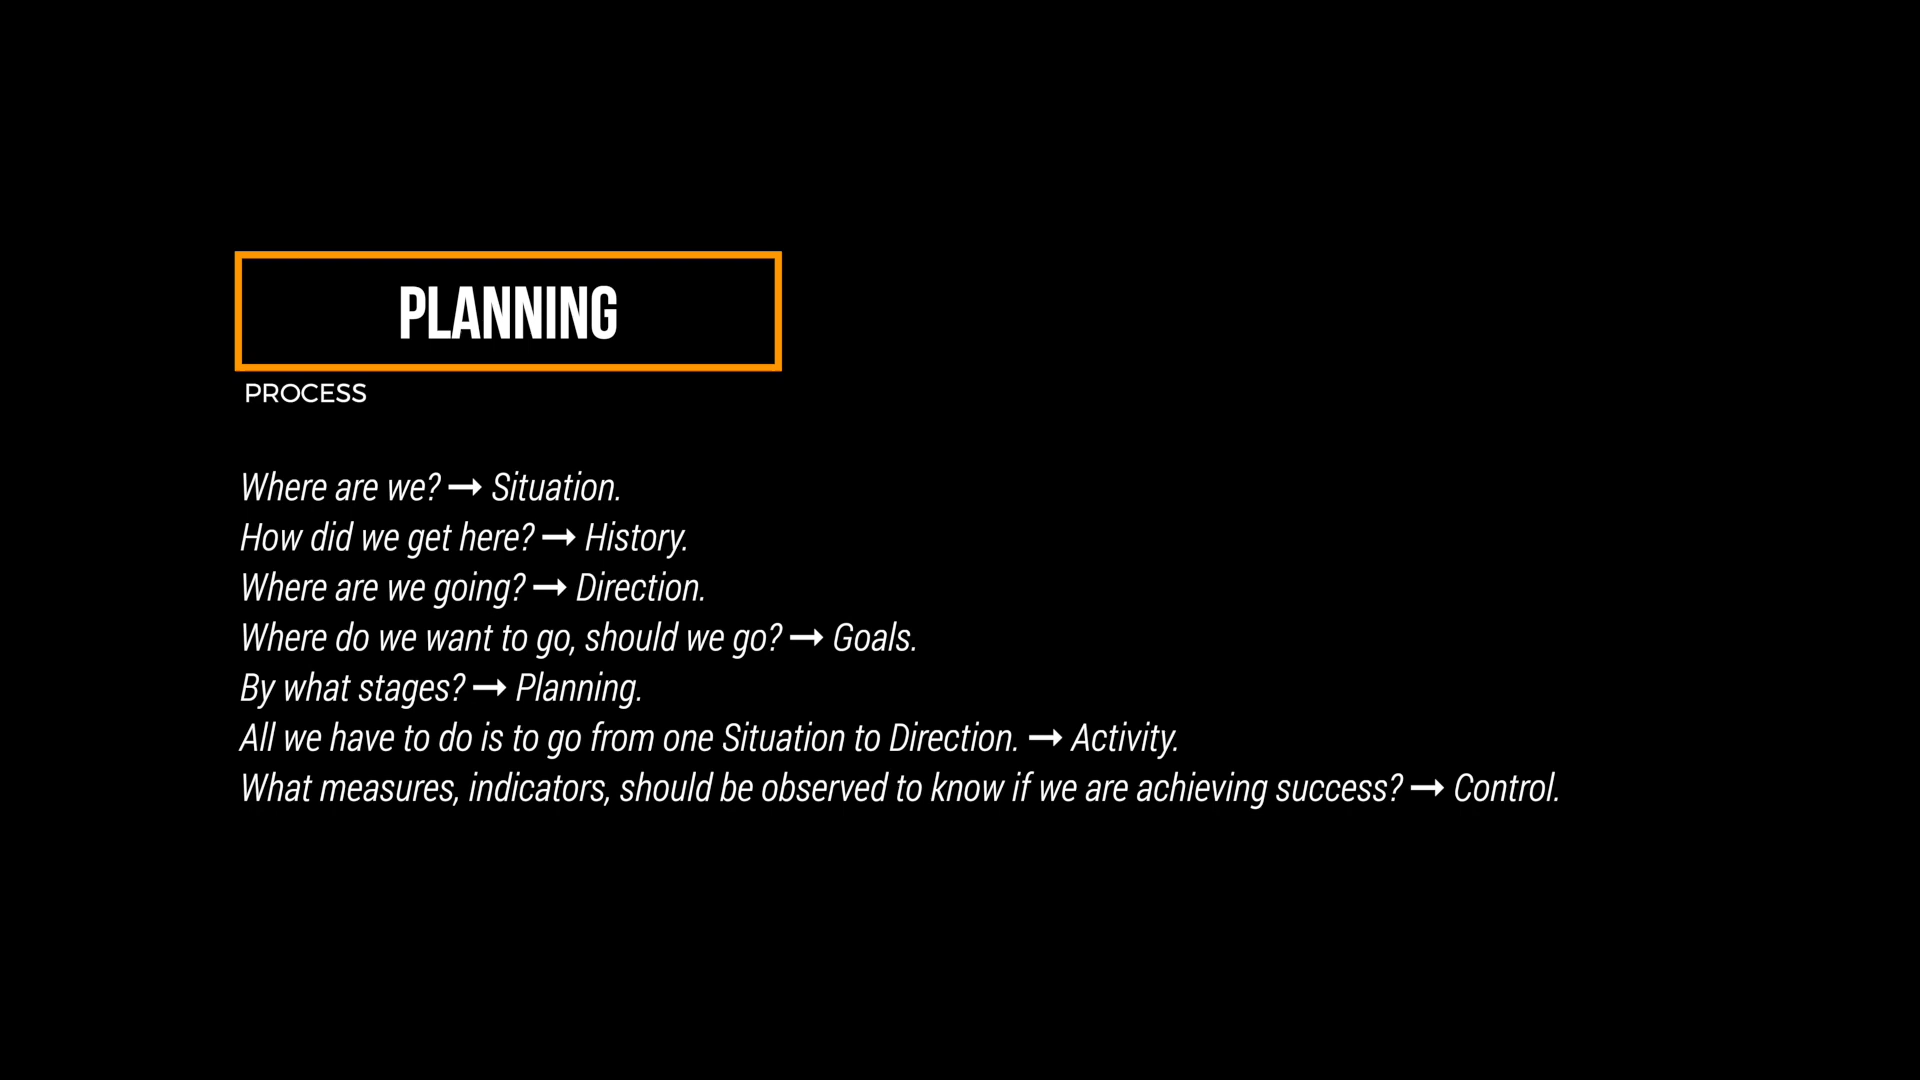 PLANNING
PROCESS
Where are we? → Situation.
How did we get here? → History.
Where are we going? → Direction.
Where do we want to go, should we go? → Goals.
By what stages? → Planning.
All we have to do is to go from one Situation to Direction. → Activity.
What measures, indicators, should be observed to know if we are achieving success? → Control.